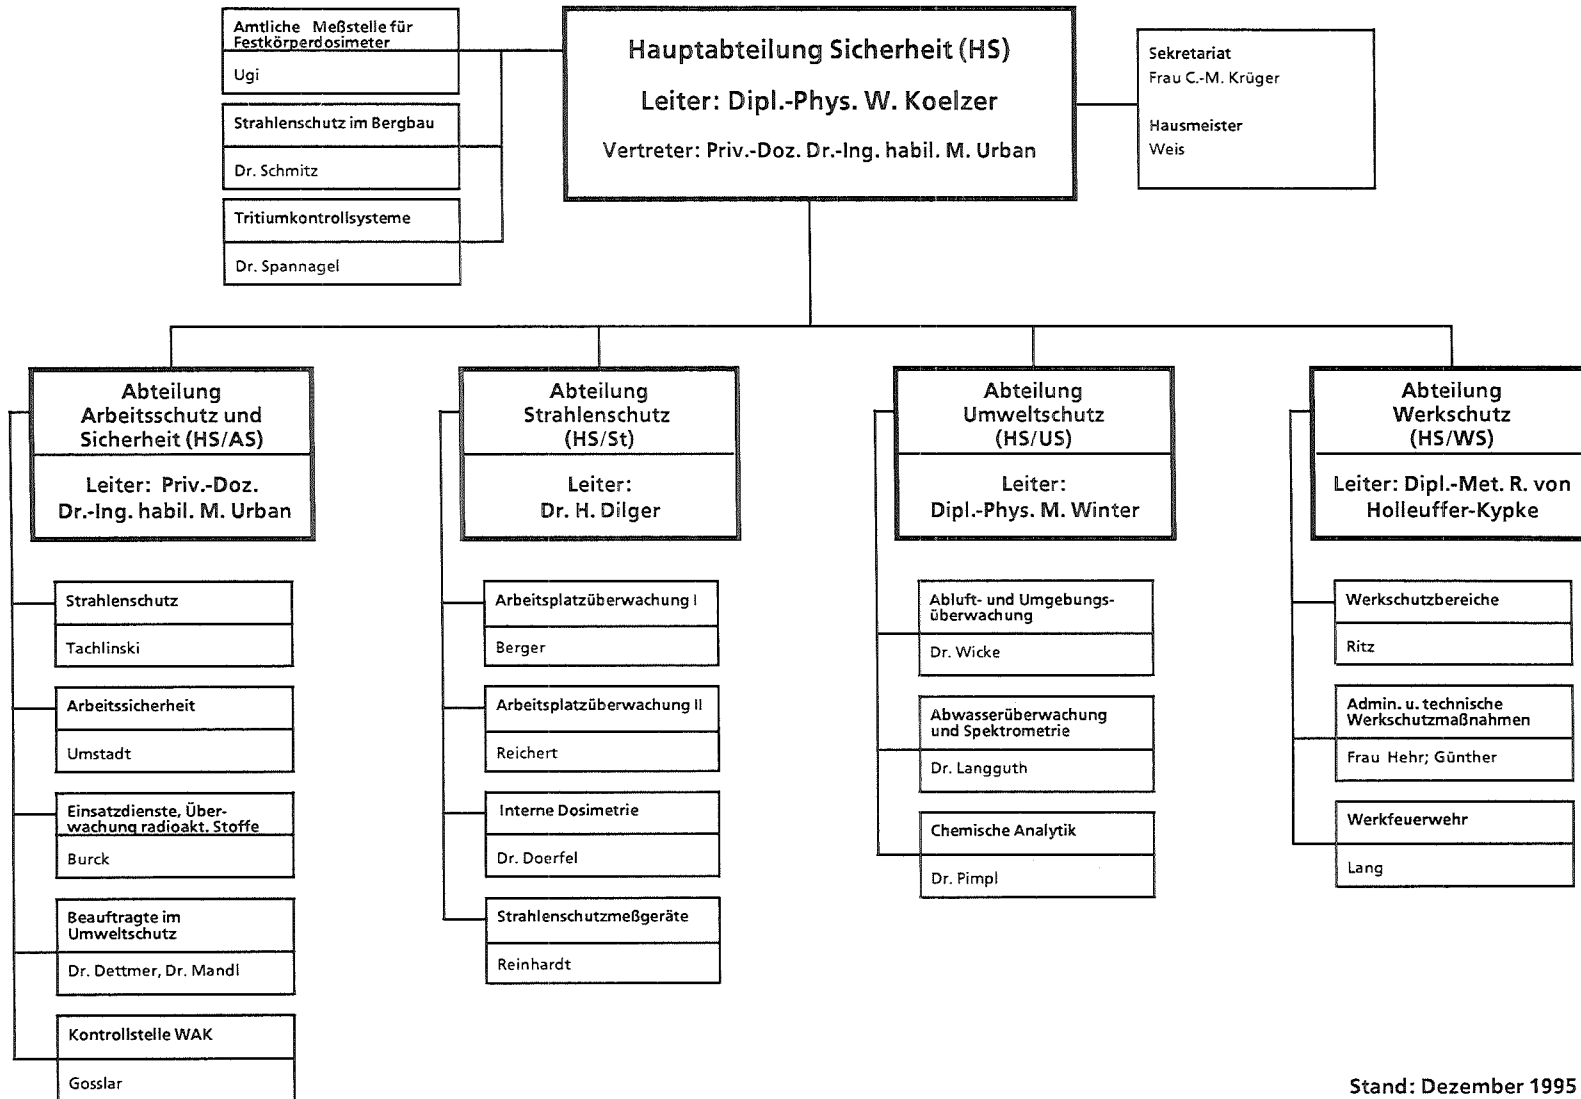 Amtliche Meßstelle für
Festkörperdosimeter
Ugi
Strahlenschutz im Bergbau
Dr. Schmitz
Tritiumkontrollsysteme
Dr. Spannagel
Hauptabteilung Sicherheit (HS)
Leiter: Dipl.-Phys. W. Koelzer
Vertreter: Priv.-Doz. Dr.-Ing. habil. M. Urban
Sekretariat
Frau C.-M. Krüger
Hausmeister
Weis
Abteilung
Arbeitsschutz und
Sicherheit (HS/AS)
Leiter: Priv.-Doz.
Dr.-Ing. habil. M. Urban
Strahlenschutz
Tachlinski
Arbeitssicherheit
Umstadt
Einsatzdienste, Über-
wachung radioakt. Stoffe
Burck
Beauftragte im
Umweltschutz
Dr. Dettmer, Dr. Mandl
Kontrollstelle WAK
Gosslar
Abteilung
Strahlenschutz
(HS/St)
Leiter:
Dr. H. Dilger
Arbeitsplatzüberwachung I
Berger
Arbeitsplatzüberwachung II
Reichert
Interne Dosimetrie
Dr. Doerfel
Strahlenschutzmeßgeräte
Reinhardt
Abteilung
Umweltschutz
(HS/US)
Leiter:
Dipl.-Phys. M. Winter
Abluft- und Umgebungs-
überwachung
Dr. Wicke
Abwasserüberwachung
und Spektrometrie
Dr. Langguth
Chemische Analytik
Dr. Pimpl
Abteilung
Werkschutz
(HS/WS)
Leiter: Dipl.-Met. R. von
Holleuffer-Kypke
Werkschutzbereiche
Ritz
Admin. u. technische
Werkschutzmaßnahmen
Frau Hehr; Günther
Werkfeuerwehr
Lang
Stand: Dezember 1995